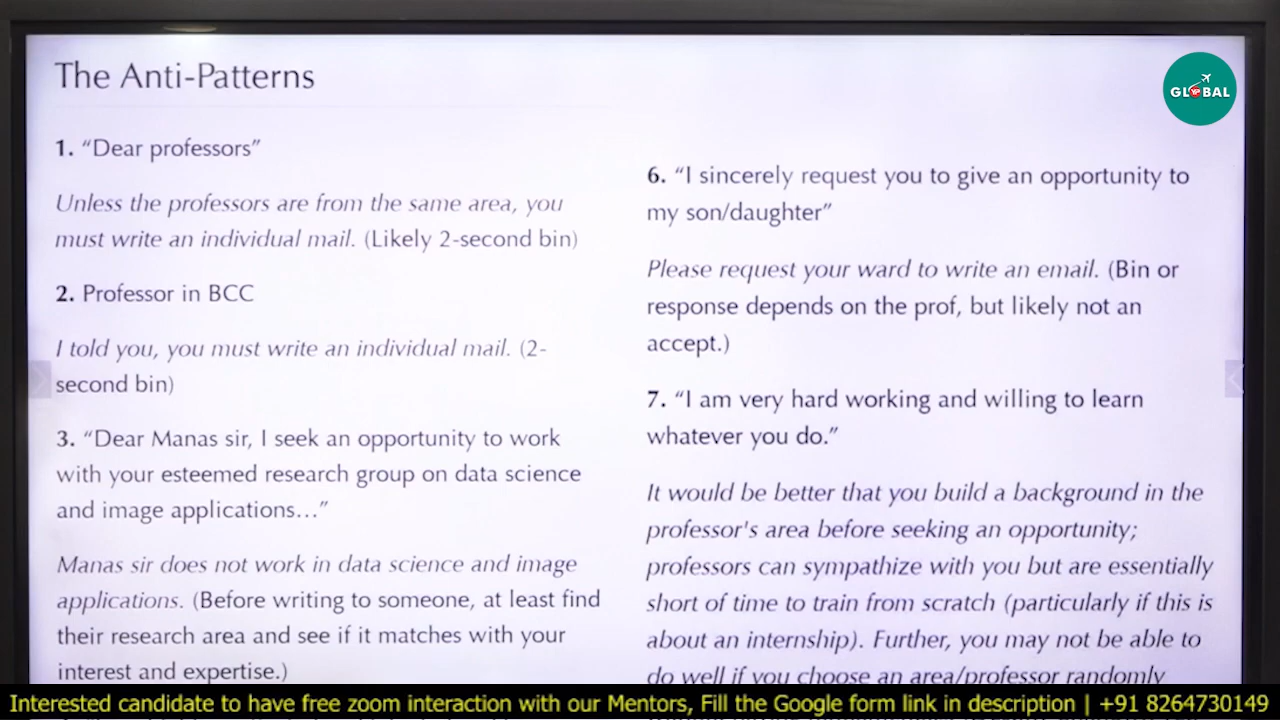 The Anti-Patterns
1. “Dear professors”
Unless the professors are from the same area, you
must write an individual mail. (Likely 2-second bin)
2. Professor in BCC
I told you, you must write an individual mail. (2-
second bin)
3. “Dear Manas sir, I seek an opportunity to work
with your esteemed research group on data science
and image applications…”
Manas sir does not work in data science and image
applications. (Before writing to someone, at least find
their research area and see if it matches with your
interest and expertise.)
6. “I sincerely request you to give an opportunity to
my son/daughter”
Please request your ward to write an email. (Bin or
response depends on the prof, but likely not an
accept.)
7. “I am very hard working and willing to learn
whatever you do.”
It would be better that you build a background in the
professor's area before seeking an opportunity;
professors can sympathize with you but are essentially
short of time to train from scratch (particularly if this is
about an internship). Further, you may not be able to
do well if you choose an area/professor randomly
GLOBAL
Interested candidate to have free zoom interaction with our Mentors, Fill the Google form link in description | +91 8264730149